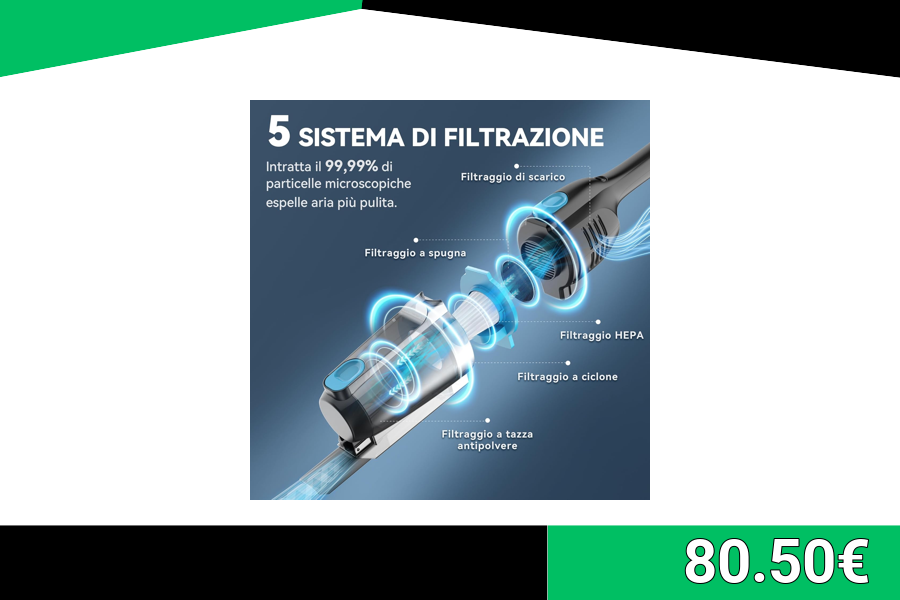 5 SISTEMA DI FILTRAZIONE
Intratta il 99,99% di
particelle microscopiche
espelle aria più pulita.
Filtraggio di scarico
Filtraggio a spugna
Filtraggio HEPA
Filtraggio a ciclone
Filtraggio a tazza
antipolvere
80.50€